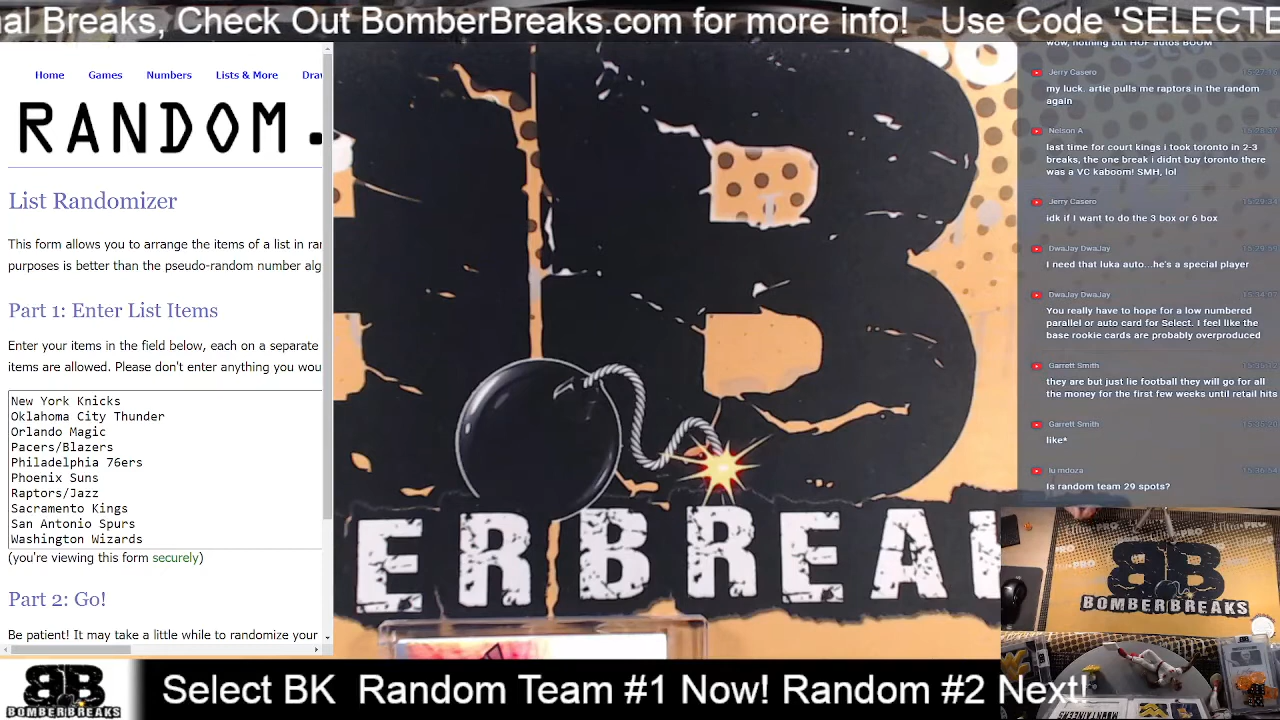 nal Breaks, Check Out BomberBreaks.com for more info!   Use Code 'SELECTE
Home Games Numbers Lists & More Drav
RANDOM.
List Randomizer
This form allows you to arrange the items of a list in rar
purposes is better than the pseudo-random number alg
Part 1: Enter List Items
Enter your items in the field below, each on a separate
items are allowed. Please don't enter anything you wou
New York Knicks
Oklahoma City Thunder
Orlando Magic
Pacers/Blazers
Philadelphia 76ers
Phoenix Suns
Raptors/Jazz
Sacramento Kings
San Antonio Spurs
Washington Wizards
(you're viewing this form securely)
Part 2: Go!
Be patient! It may take a little while to randomize your
B
ERBREA
wow, nothing but HOF autos BOOM
Jerry Casero
my luck. artie pulls me raptors in the random
again
Nelson A
last time for court kings i took toronto in 2-3
breaks, the one break i didnt buy toronto there
was a VC kaboom! SMH, lol
Jerry Casero
idk if I want to do the 3 box or 6 box
DwaJay DwaJay
I need that luka auto...he's a special player
DwaJay DwaJay
You really have to hope for a low numbered
parallel or auto card for Select. I feel like the
base rookie cards are probably overproduced
Garrett Smith
they are but just lie football they will go for all
the money for the first few weeks until retail hits
Garrett Smith
like*
lu mdoza
Is random team 29 spots?
BB
BOMBERBREAKS
BB
BOMBERBREAKS
Select BK  Random Team #1 Now! Random #2 Next!